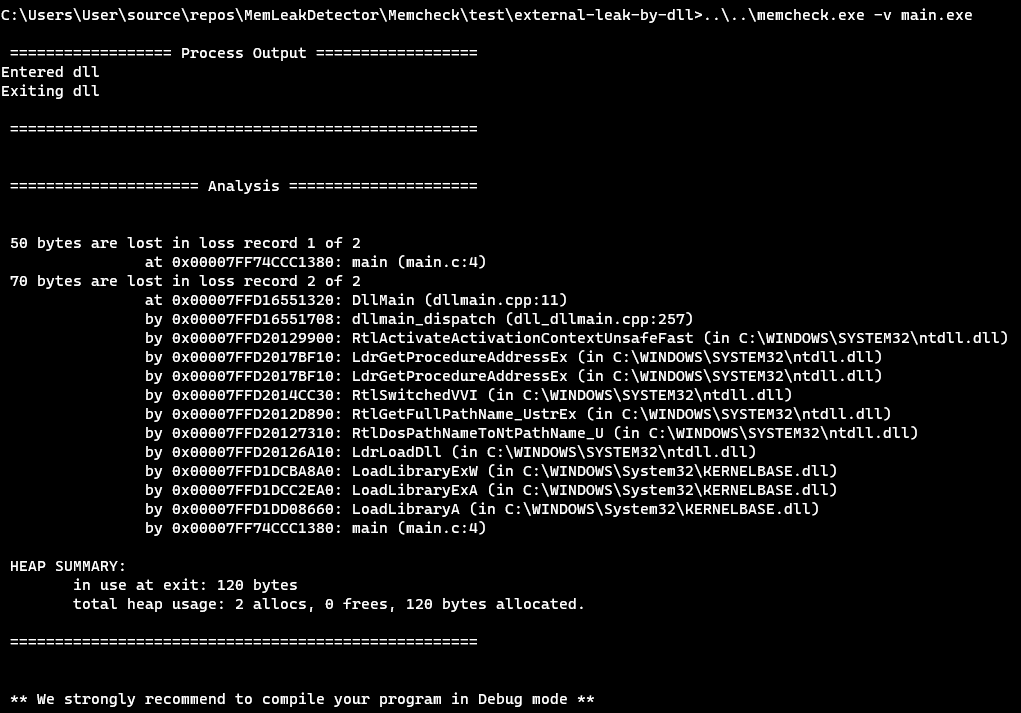 C:\Users\User\source\repos\MemLeakDetector\Memcheck\test\external-leak-by-dll>..\..\memcheck.exe -v main.exe
================== Process Output ==================
Entered dll
Exiting dll
====================================================
===================== Analysis =====================
50 bytes are lost in loss record 1 of 2
at 0x00007FF74CCC1380: main (main.c:4)
70 bytes are lost in loss record 2 of 2
at 0x00007FFD16551320: DllMain (dllmain.cpp:11)
by 0x00007FFD16551708: dllmain_dispatch (dll_dllmain.cpp:257)
by 0x00007FFD20129900: RtlActivateActivationContextUnsafeFast (in C:\WINDOWS\SYSTEM32\ntdll.dll)
by 0x00007FFD2017BF10: LdrGetProcedureAddressEx (in C:\WINDOWS\SYSTEM32\ntdll.dll)
by 0x00007FFD2017BF10: LdrGetProcedureAddressEx (in C:\WINDOWS\SYSTEM32\ntdll.dll)
by 0x00007FFD2014CC30: RtlSwitchedVVI (in C:\WINDOWS\SYSTEM32\ntdll.dll)
by 0x00007FFD2012D890: RtlGetFullPathName_UstrEx (in C:\WINDOWS\SYSTEM32\ntdll.dll)
by 0x00007FFD20127310: RtlDosPathNameToNtPathName_U (in C:\WINDOWS\SYSTEM32\ntdll.dll)
by 0x00007FFD20126A10: LdrLoadDll (in C:\WINDOWS\SYSTEM32\ntdll.dll)
by 0x00007FFD1DCBA8A0: LoadLibraryExW (in C:\WINDOWS\System32\KERNELBASE.dll)
by 0x00007FFD1DCC2EA0: LoadLibraryExA (in C:\WINDOWS\System32\KERNELBASE.dll)
by 0x00007FFD1DD08660: LoadLibraryA (in C:\WINDOWS\System32\KERNELBASE.dll)
by 0x00007FF74CCC1380: main (main.c:4)
HEAP SUMMARY:
in use at exit: 120 bytes
total heap usage: 2 allocs, 0 frees, 120 bytes allocated.
====================================================
** We strongly recommend to compile your program in Debug mode **